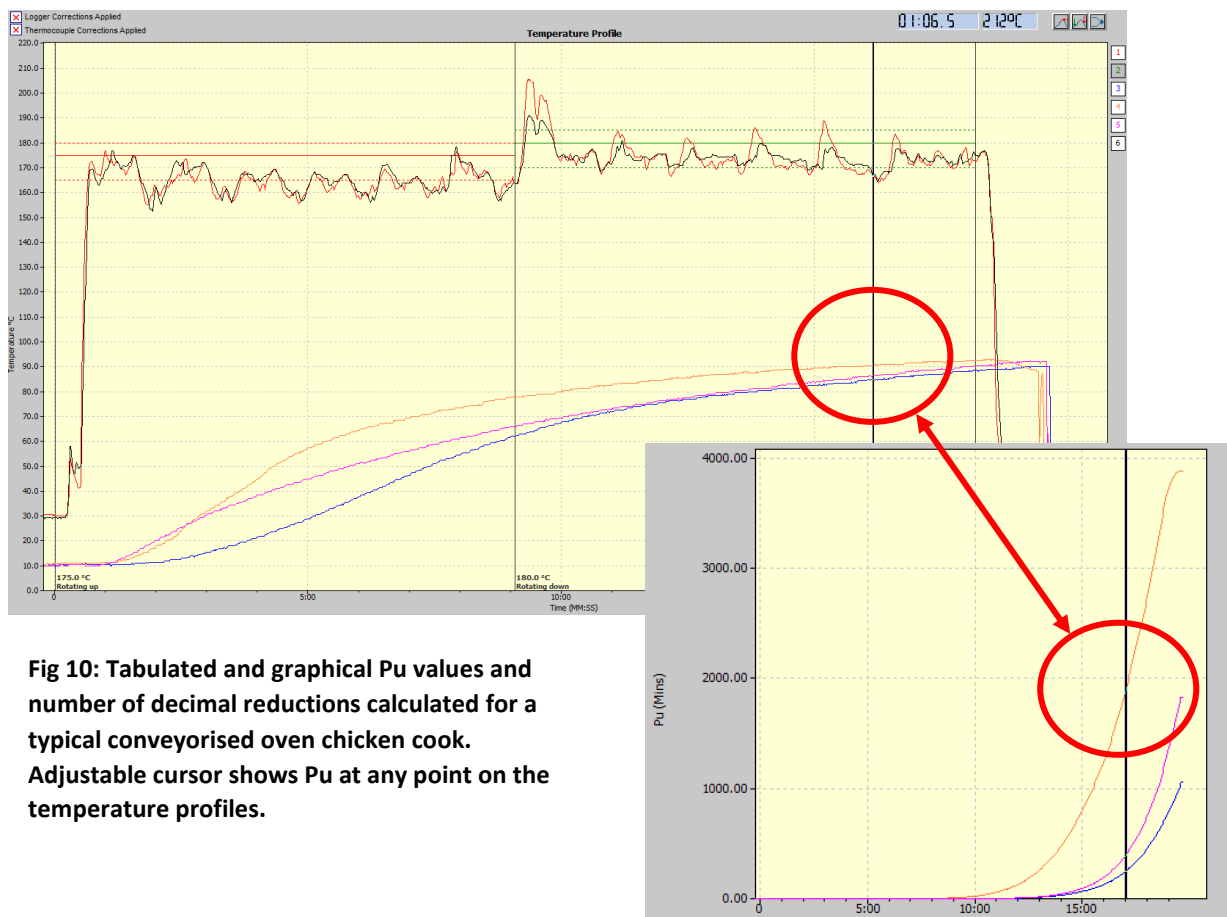 Logger Corrections Applied
Thermocouple Corrections Applied
Temperature Profile
01:06.5 212°C
1
2
3
4
5
6
220.0
210.0
200.0
190.0
180.0
170.0
160.0
150.0
140.0
130.0
120.0
110.0
100.0
90.0
80.0
70.0
60.0
50.0
40.0
30.0
20.0
10.0
0.0
Temperature °C
175.0 °C
Rotating up
180.0 °C
Rotating down
0 5:00 10:00
Time (MM:SS)
4000.00
3000.00
2000.00
1000.00
0.00
Pu (Mins)
0 5:00 10:00 15:00
Fig 10: Tabulated and graphical Pu values and
number of decimal reductions calculated for a
typical conveyorised oven chicken cook.
Adjustable cursor shows Pu at any point on the
temperature profiles.